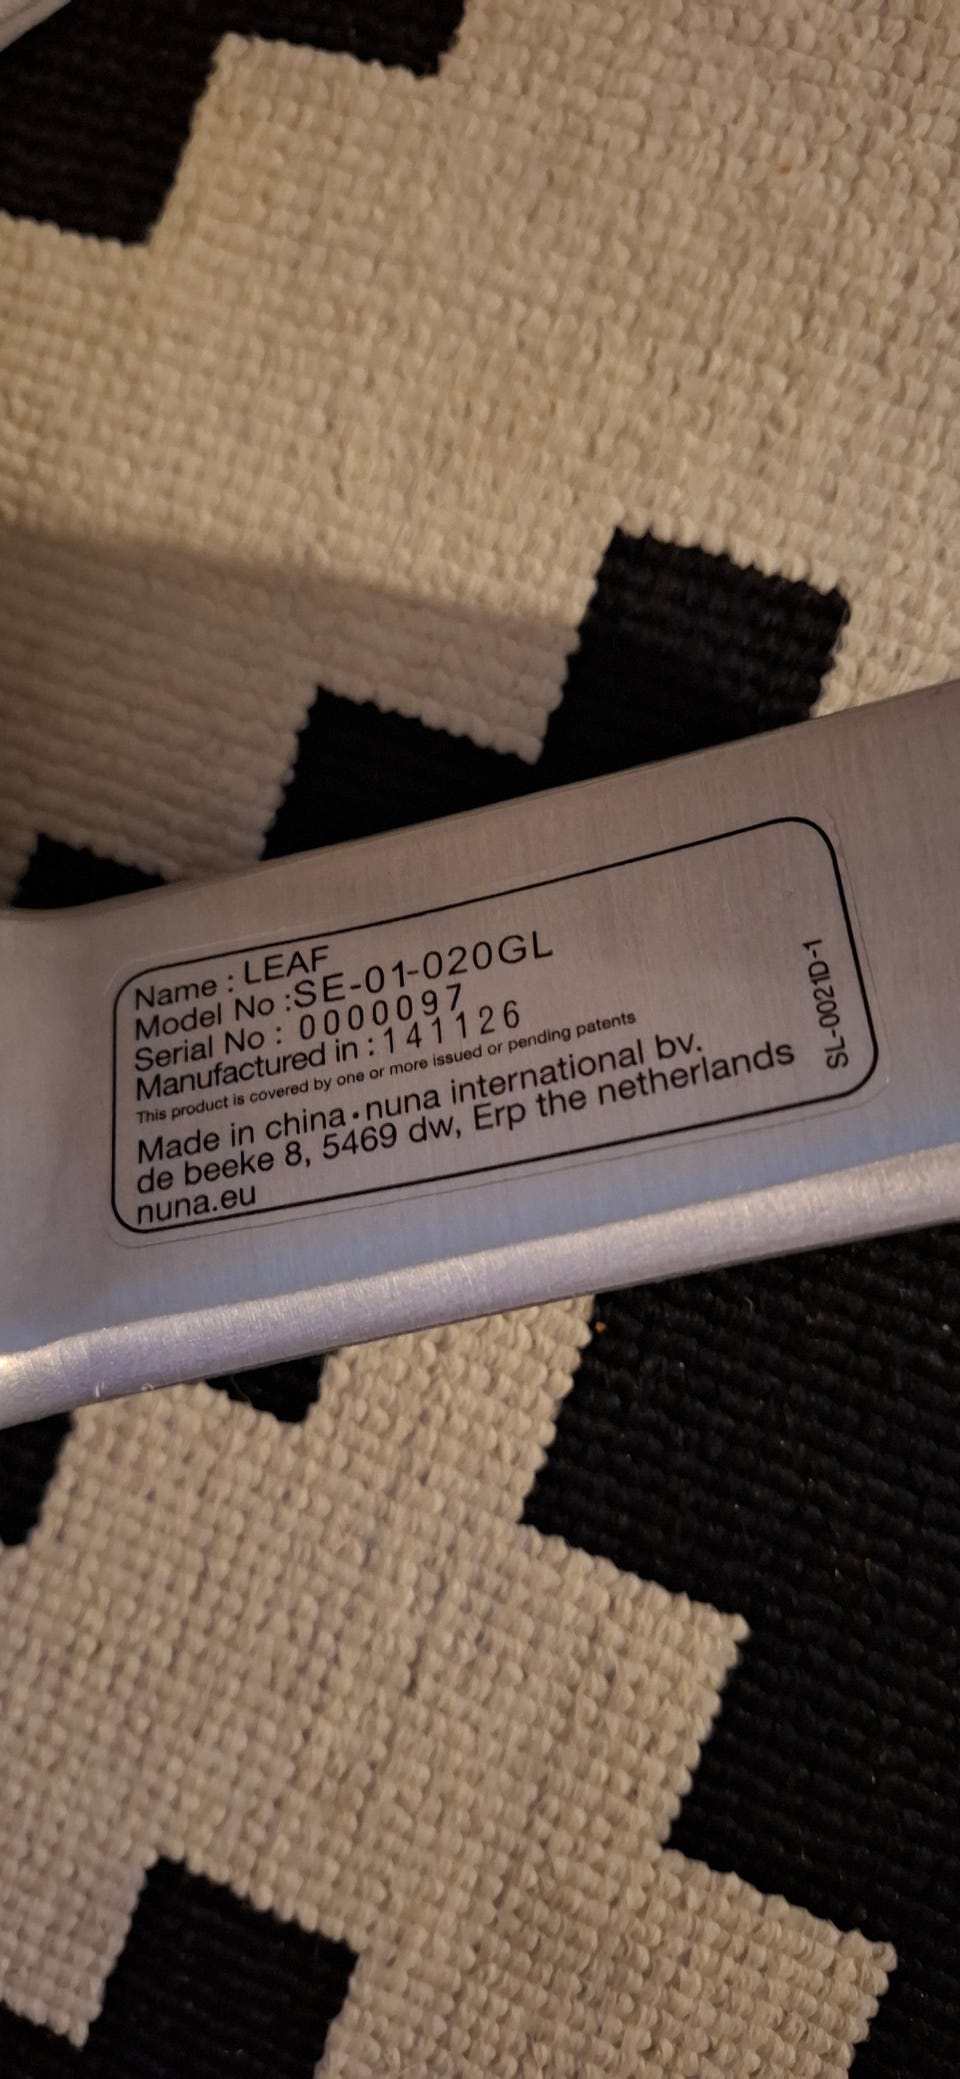 Name : LEAF
Model No :SE-01-020GL
Serial No : 0000097
Manufactured in : 141126
This product is covered by one or more issued or pending patents
Made in china • nuna international bv.
de beeke 8, 5469 dw, Erp the netherlands
nuna.eu
SL-0021D-1